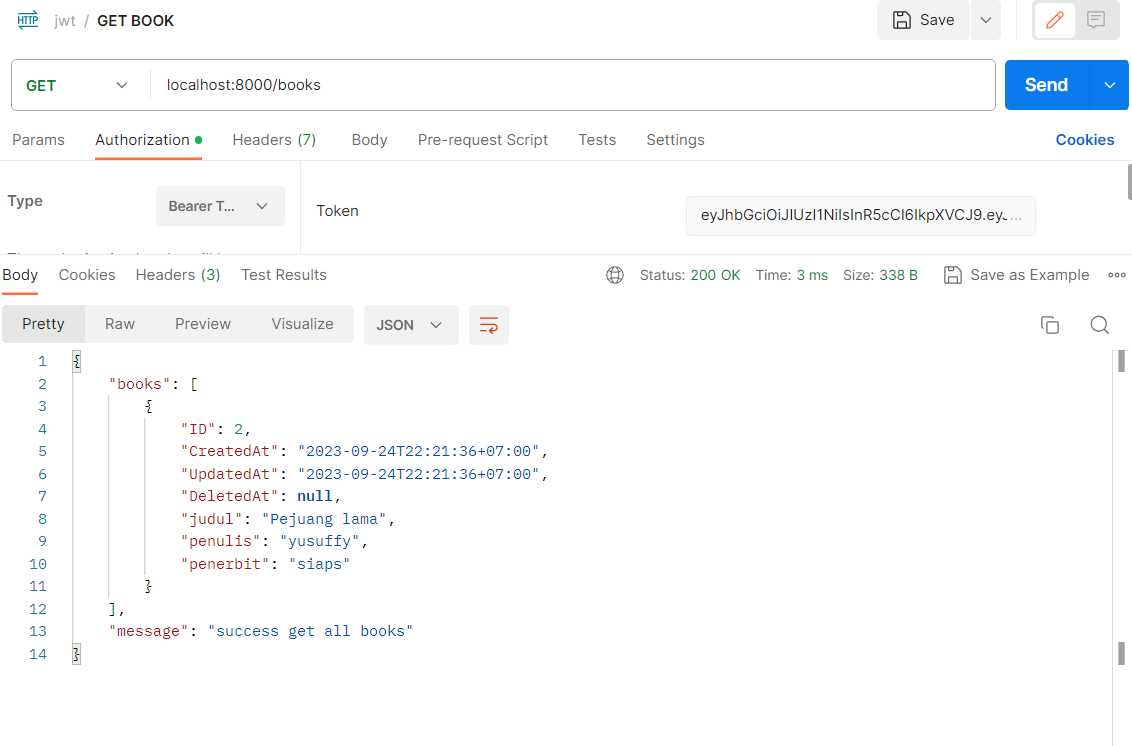 HTTP jwt / GET BOOK Save
GET localhost:8000/books Send
Params Authorization Headers (7) Body Pre-request Script Tests Settings Cookies
Type Bearer T... Token eyJhbGciOiJIUzI1NiIsInR5cCI6IkpXVCJ9.eyJ...
Body Cookies Headers (3) Test Results Status: 200 OK Time: 3 ms Size: 338 B Save as Example
Pretty Raw Preview Visualize JSON
1 {
2 "books": [
3 {
4 "ID": 2,
5 "CreatedAt": "2023-09-24T22:21:36+07:00",
6 "UpdatedAt": "2023-09-24T22:21:36+07:00",
7 "DeletedAt": null,
8 "judul": "Pejuang lama",
9 "penulis": "yusuffy",
10 "penerbit": "siaps"
11 }
12 ],
13 "message": "success get all books"
14 }